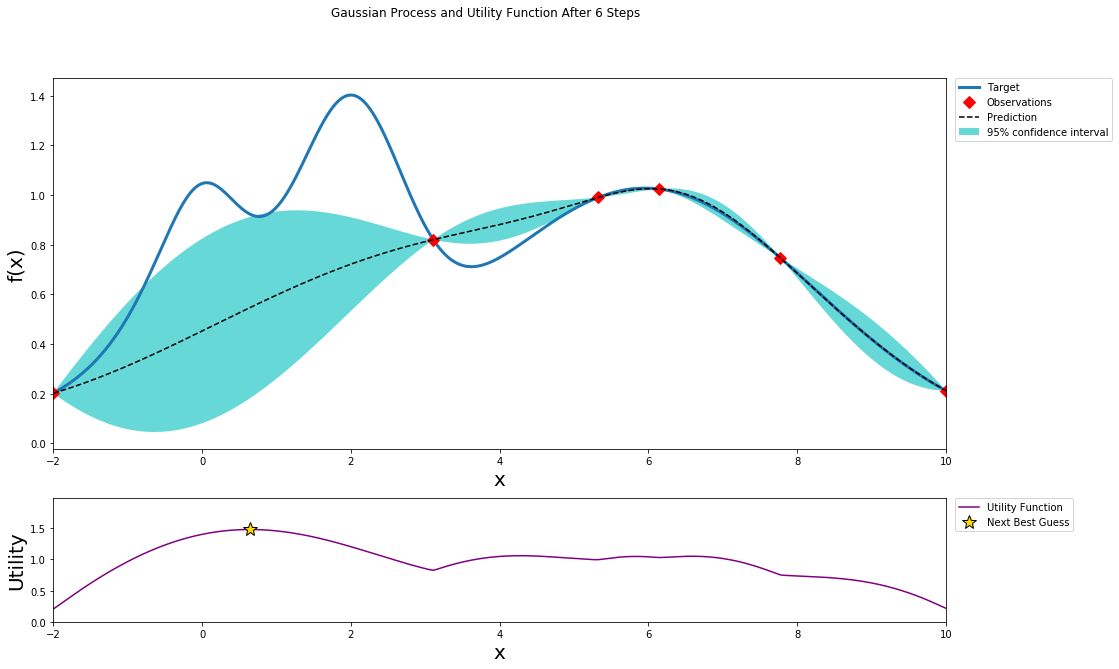 Gaussian Process and Utility Function After 6 Steps
Target
Observations
Prediction
95% confidence interval
f(x)
1.4
1.2
1.0
0.8
0.6
0.4
0.2
0.0
−2 0 2 4 6 8 10
x
Utility Function
Next Best Guess
Utility
1.5
1.0
0.5
0.0
−2 0 2 4 6 8 10
x